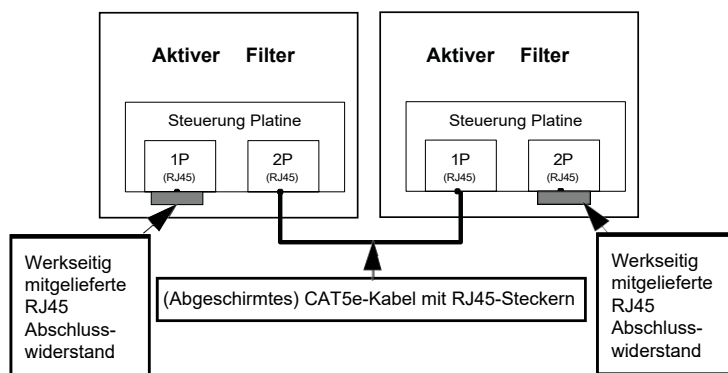 Aktiver Filter
Steuerung Platine
1P
(RJ45)
2P
(RJ45)
Aktiver Filter
Steuerung Platine
1P
(RJ45)
2P
(RJ45)
Werkseitig
mitgelieferte
RJ45
Abschluss-
widerstand
(Abgeschirmtes) CAT5e-Kabel mit RJ45-Steckern
Werkseitig
mitgelieferte
RJ45
Abschluss-
widerstand